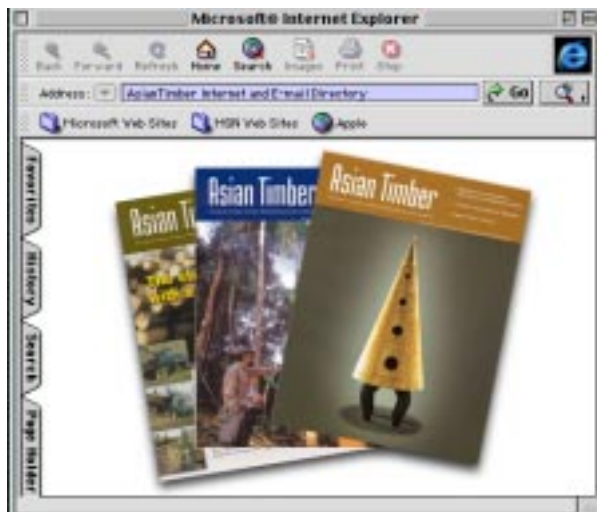 Microsoft® Internet Explorer
Back Forward Refresh Home Search Images Print Stop
Address: AsianTimber Internet and E-mail Directory Go
Microsoft Web Sites MSN Web Sites Apple
Favorites
History
Search
Page Holder
Asian Ti
Asian Timber
Asian Timber